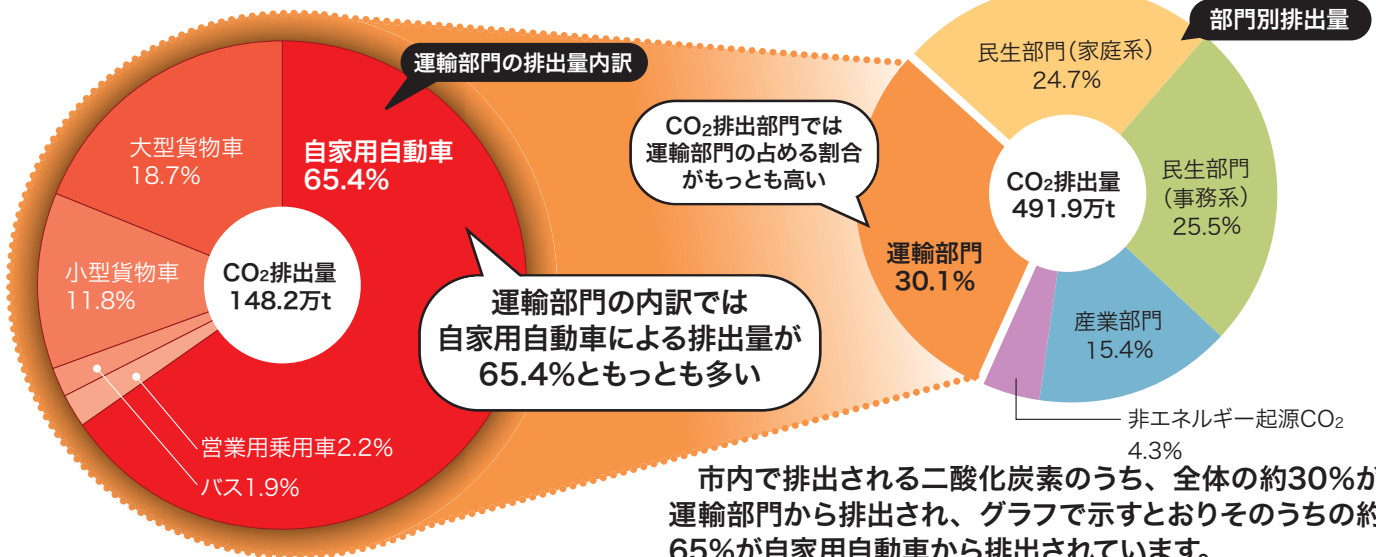 運輸部門の排出量内訳
大型貨物車
18.7%
自家用自動車
65.4%
小型貨物車
11.8%
CO₂排出量
148.2万t
運輸部門の内訳では
自家用自動車による排出量が
65.4%ともっとも多い
営業用乗用車2.2%
バス1.9%
部門別排出量
民生部門(家庭系)
24.7%
CO₂排出部門では
運輸部門の占める割合
がもっとも高い
CO₂排出量
491.9万t
民生部門
(事務系)
25.5%
運輸部門
30.1%
産業部門
15.4%
非エネルギー起源CO₂
4.3%
市内で排出される二酸化炭素のうち、全体の約30%が
運輸部門から排出され、グラフで示すとおりそのうちの約
65%が自家用自動車から排出されています。